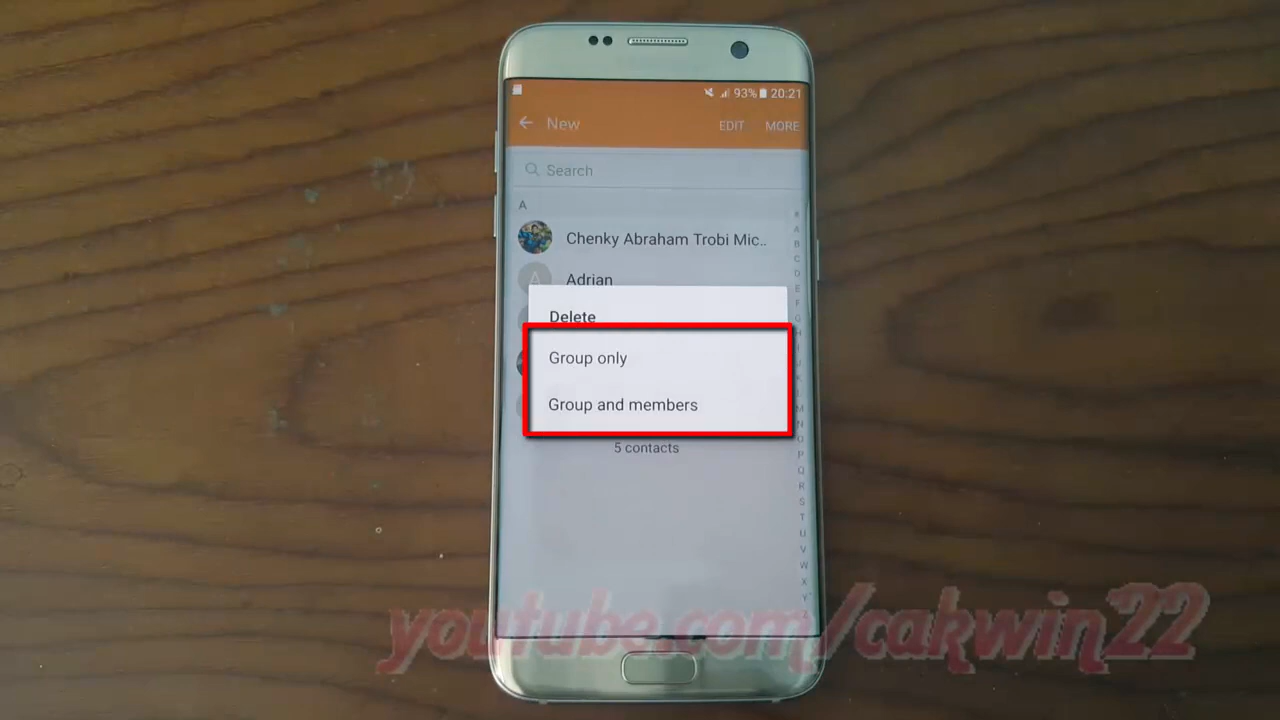 93% 20:21
New EDIT MORE
Search
A
Chenky Abraham Trobi Mic..
A Adrian
Delete
Group only
Group and members
5 contacts
#
A
B
C
D
E
F
M
N
O
P
Q
R
S
T
U
V
W
X
Y
Z
youtube.com/cakwin22